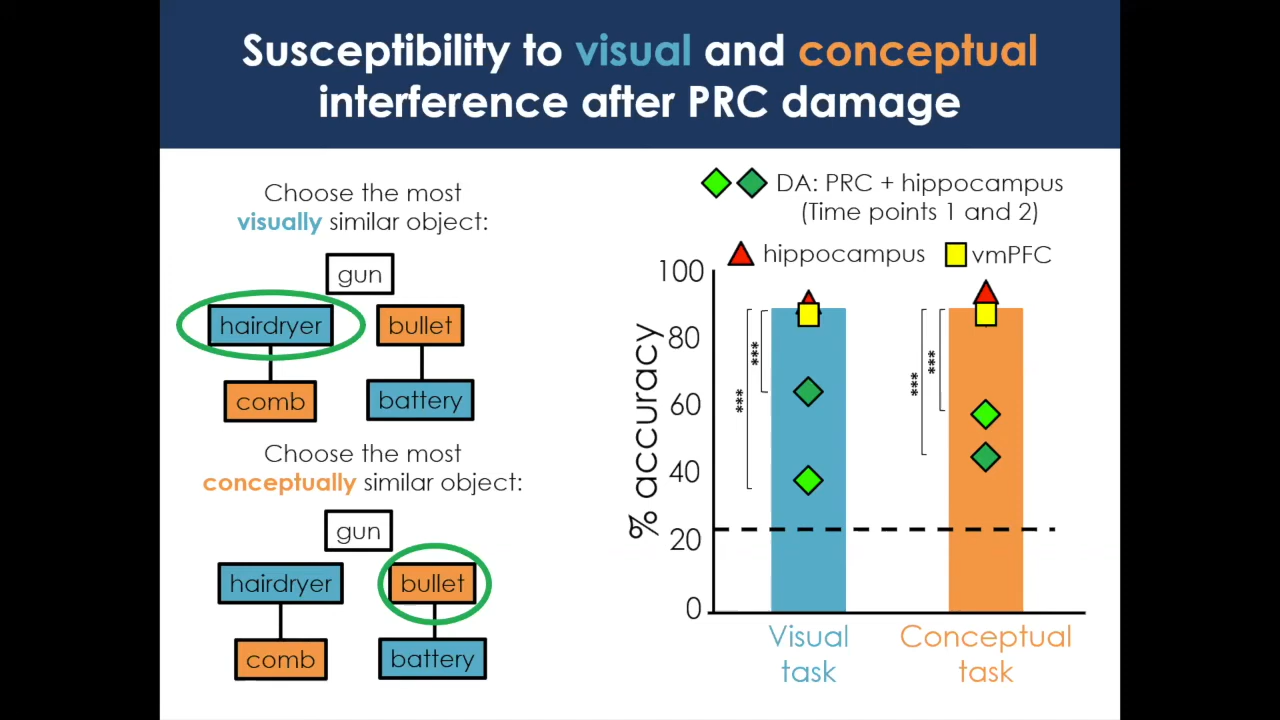 Susceptibility to visual and conceptual
interference after PRC damage
Choose the most
visually similar object:
gun
hairdryer
bullet
comb
battery
Choose the most
conceptually similar object:
gun
hairdryer
bullet
comb
battery
DA: PRC + hippocampus
(Time points 1 and 2)
hippocampus
vmPFC
% accuracy
100
80
60
40
20
0
***
***
***
***
Visual
task
Conceptual
task